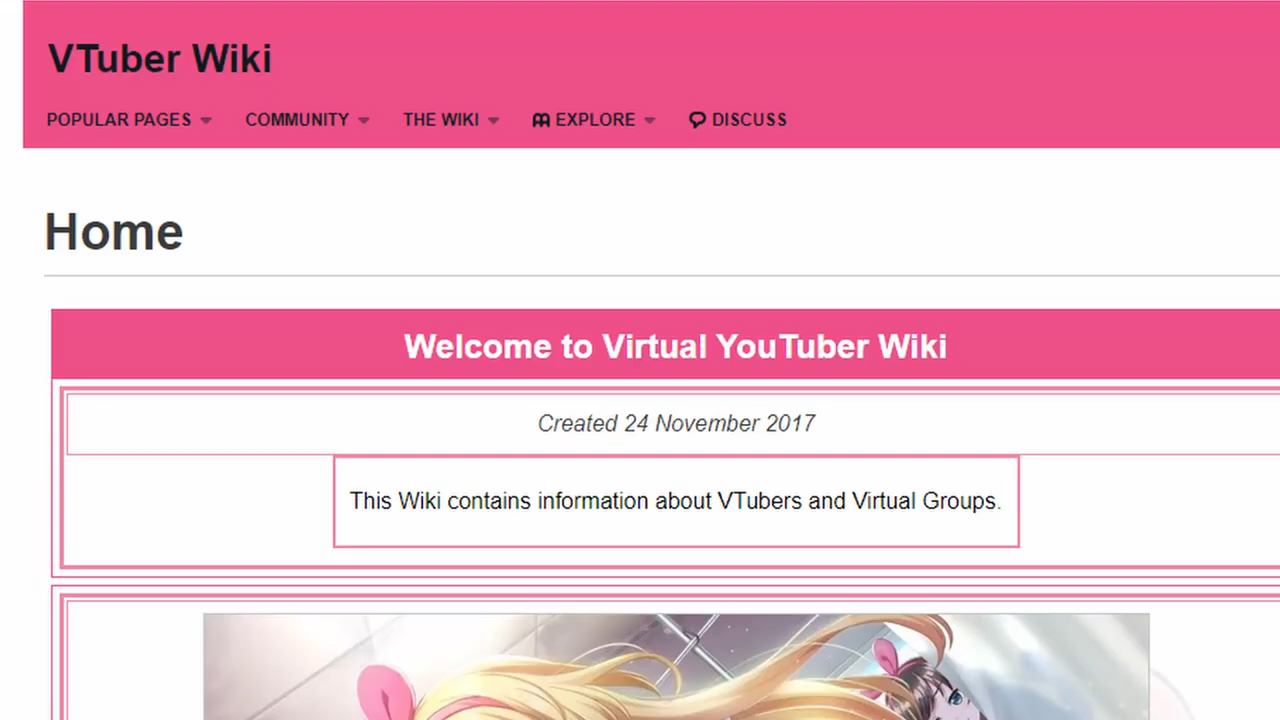 VTuber Wiki
POPULAR PAGES COMMUNITY THE WIKI EXPLORE DISCUSS
Home
Welcome to Virtual YouTuber Wiki
Created 24 November 2017
This Wiki contains information about VTubers and Virtual Groups.